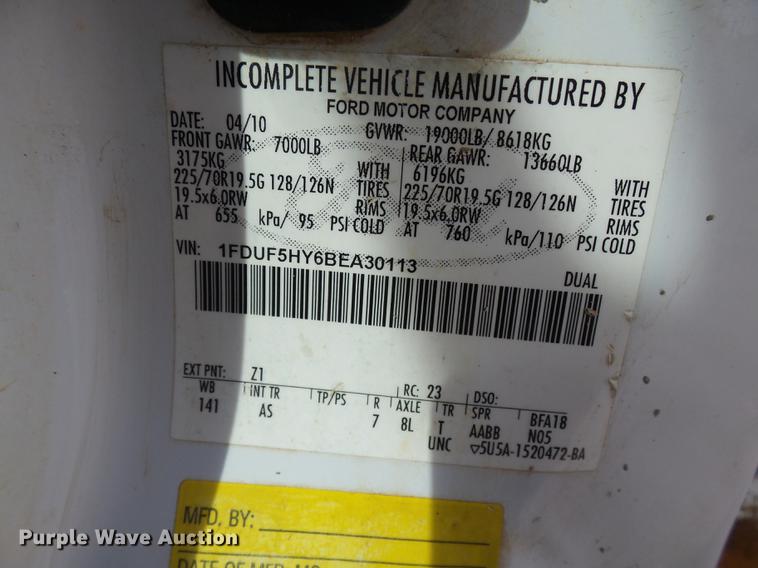 INCOMPLETE VEHICLE MANUFACTURED BY
FORD MOTOR COMPANY
DATE: 04/10 GVWR: 19000LB/ 8618KG
FRONT GAWR: 7000LB REAR GAWR: 13660LB
3175KG WITH 6196KG WITH
225/70R19.5G 128/126N TIRES 225/70R19.5G 128/126N TIRES
19.5x6.0RW RIMS 19.5x6.0RW RIMS
AT 655 kPa/ 95 PSI COLD AT 760 kPa/110 PSI COLD
VIN: 1FDUF5HY6BEA30113 DUAL
EXT PNT: Z1 RC: 23 DSO:
WB INT TR TP/PS R AXLE TR SPR BFA18
141 AS 7 8L T AABB N05
UNC ▽5U5A-1520472-BA
MFD. BY:
DATE OF MFD.
Purple Wave Auction